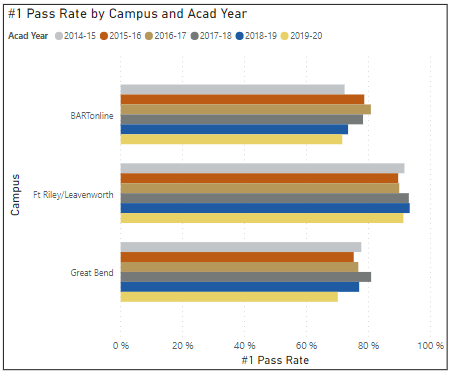 #1 Pass Rate by Campus and Acad Year
Acad Year 2014-15 2015-16 2016-17 2017-18 2018-19 2019-20
Campus
BARTonline
Ft Riley/Leavenworth
Great Bend
0 % 20 % 40 % 60 % 80 % 100 %
#1 Pass Rate